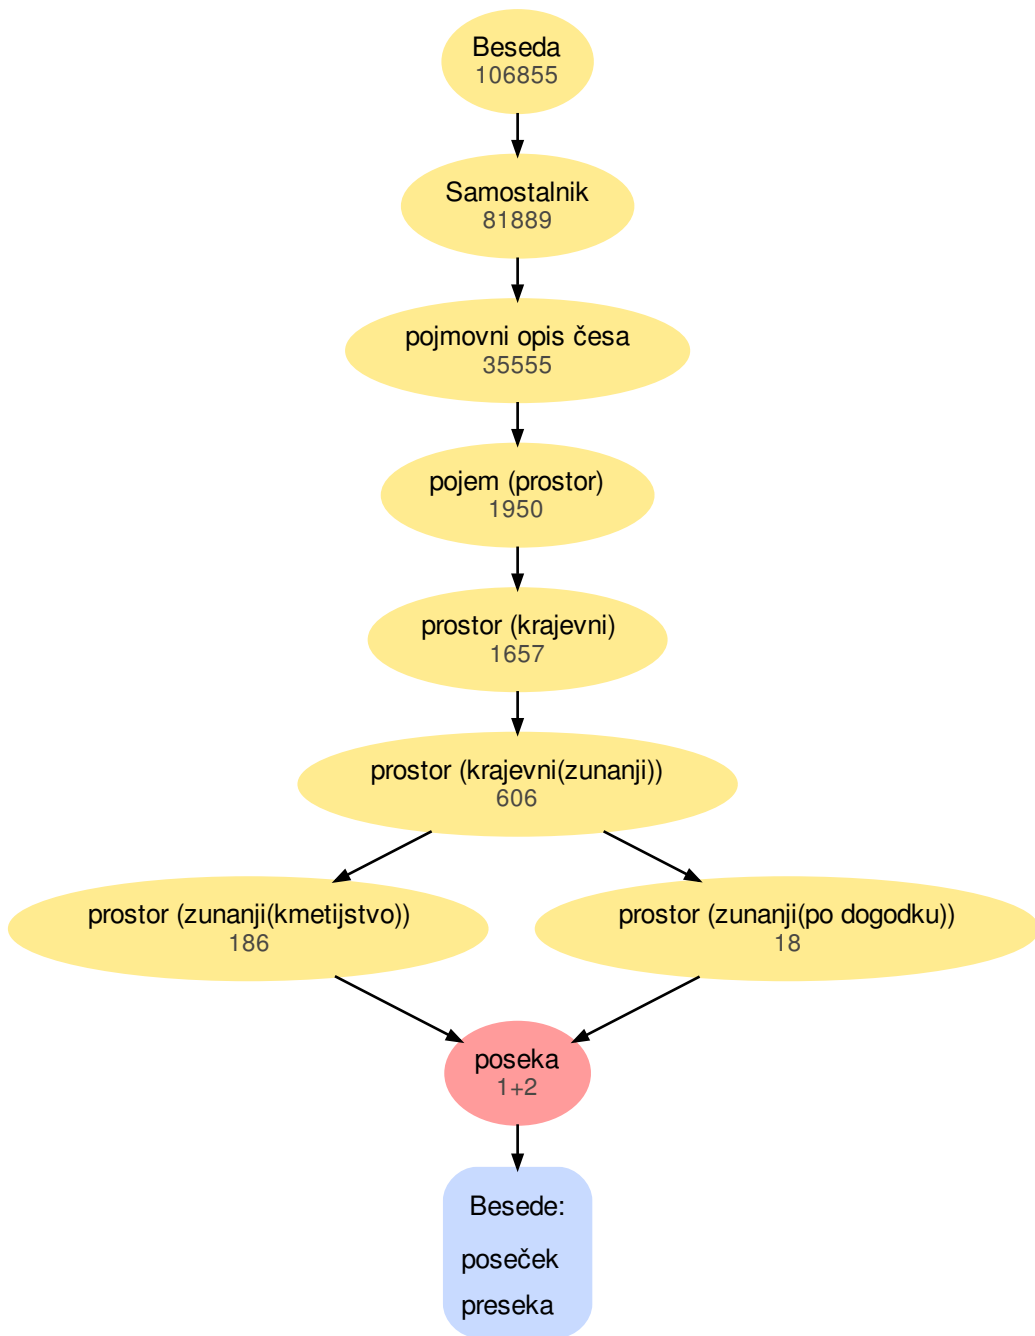 Beseda
106855
Samostalnik
81889
pojmovni opis česa
35555
pojem (prostor)
1950
prostor (krajevni)
1657
prostor (krajevni(zunanji))
606
prostor (zunanji(kmetijstvo))
186
prostor (zunanji(po dogodku))
18
poseka
1+2
Besede:
poseček
preseka